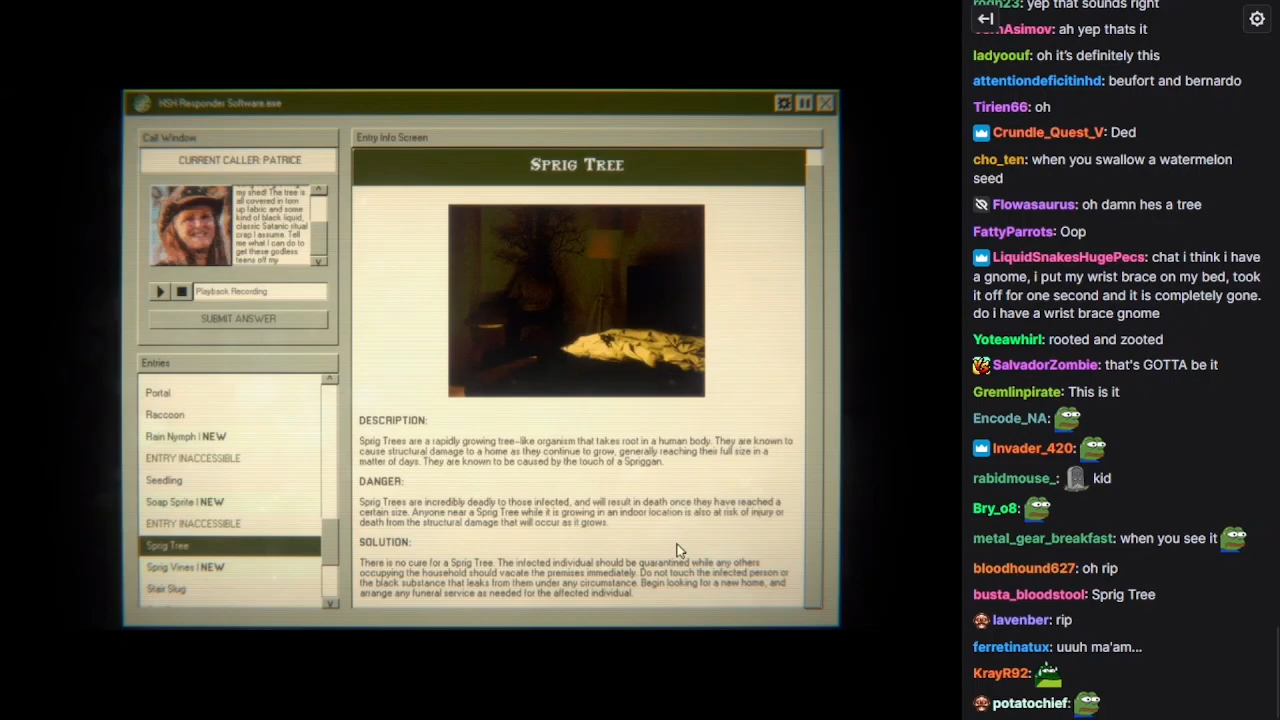 NSH Responder Software.exe
Call Window
CURRENT CALLER: PATRICE
my shed! The tree is
all covered in torn
up fabric and some
kind of black liquid,
classic Satanic ritual
crap I assume. Tell
me what I can do to
get these godless
teens off my
Playback Recording
SUBMIT ANSWER
Entries
Portal
Raccoon
Rain Nymph | NEW
ENTRY INACCESSIBLE
Seedling
Soap Sprite | NEW
ENTRY INACCESSIBLE
Sprig Tree
Sprig Vines | NEW
Stair Slug
Entry Info Screen
SPRIG TREE
DESCRIPTION:
Sprig Trees are a rapidly growing tree-like organism that takes root in a human body. They are known to
cause structural damage to a home as they continue to grow, generally reaching their full size in a
matter of days. They are known to be caused by the touch of a Spriggan.
DANGER:
Sprig Trees are incredibly deadly to those infected, and will result in death once they have reached a
certain size. Anyone near a Sprig Tree while it is growing in an indoor location is also at risk of injury or
death from the structural damage that will occur as it grows.
SOLUTION:
There is no cure for a Sprig Tree. The infected individual should be quarantined while any others
occupying the household should vacate the premises immediately. Do not touch the infected person or
the black substance that leaks from them under any circumstance. Begin looking for a new home, and
arrange any funeral service as needed for the affected individual.
yep that sounds right
Asimov: ah yep thats it
ladyoouf: oh it's definitely this
attentiondeficitinhd: beufort and bernardo
Tirien66: oh
Crundle_Quest_V: Ded
cho_ten: when you swallow a watermelon
seed
Flowasaurus: oh damn hes a tree
FattyParrots: Oop
LiquidSnakesHugePecs: chat i think i have
a gnome, i put my wrist brace on my bed, took
it off for one second and it is completely gone.
do i have a wrist brace gnome
Yoteawhirl: rooted and zooted
SalvadorZombie: that's GOTTA be it
Gremlinpirate: This is it
Encode_NA:
Invader_420:
rabidmouse_: kid
Bry_o8:
metal_gear_breakfast: when you see it
bloodhound627: oh rip
busta_bloodstool: Sprig Tree
lavenber: rip
ferretinatux: uuuh ma'am...
KrayR92:
potatochief: